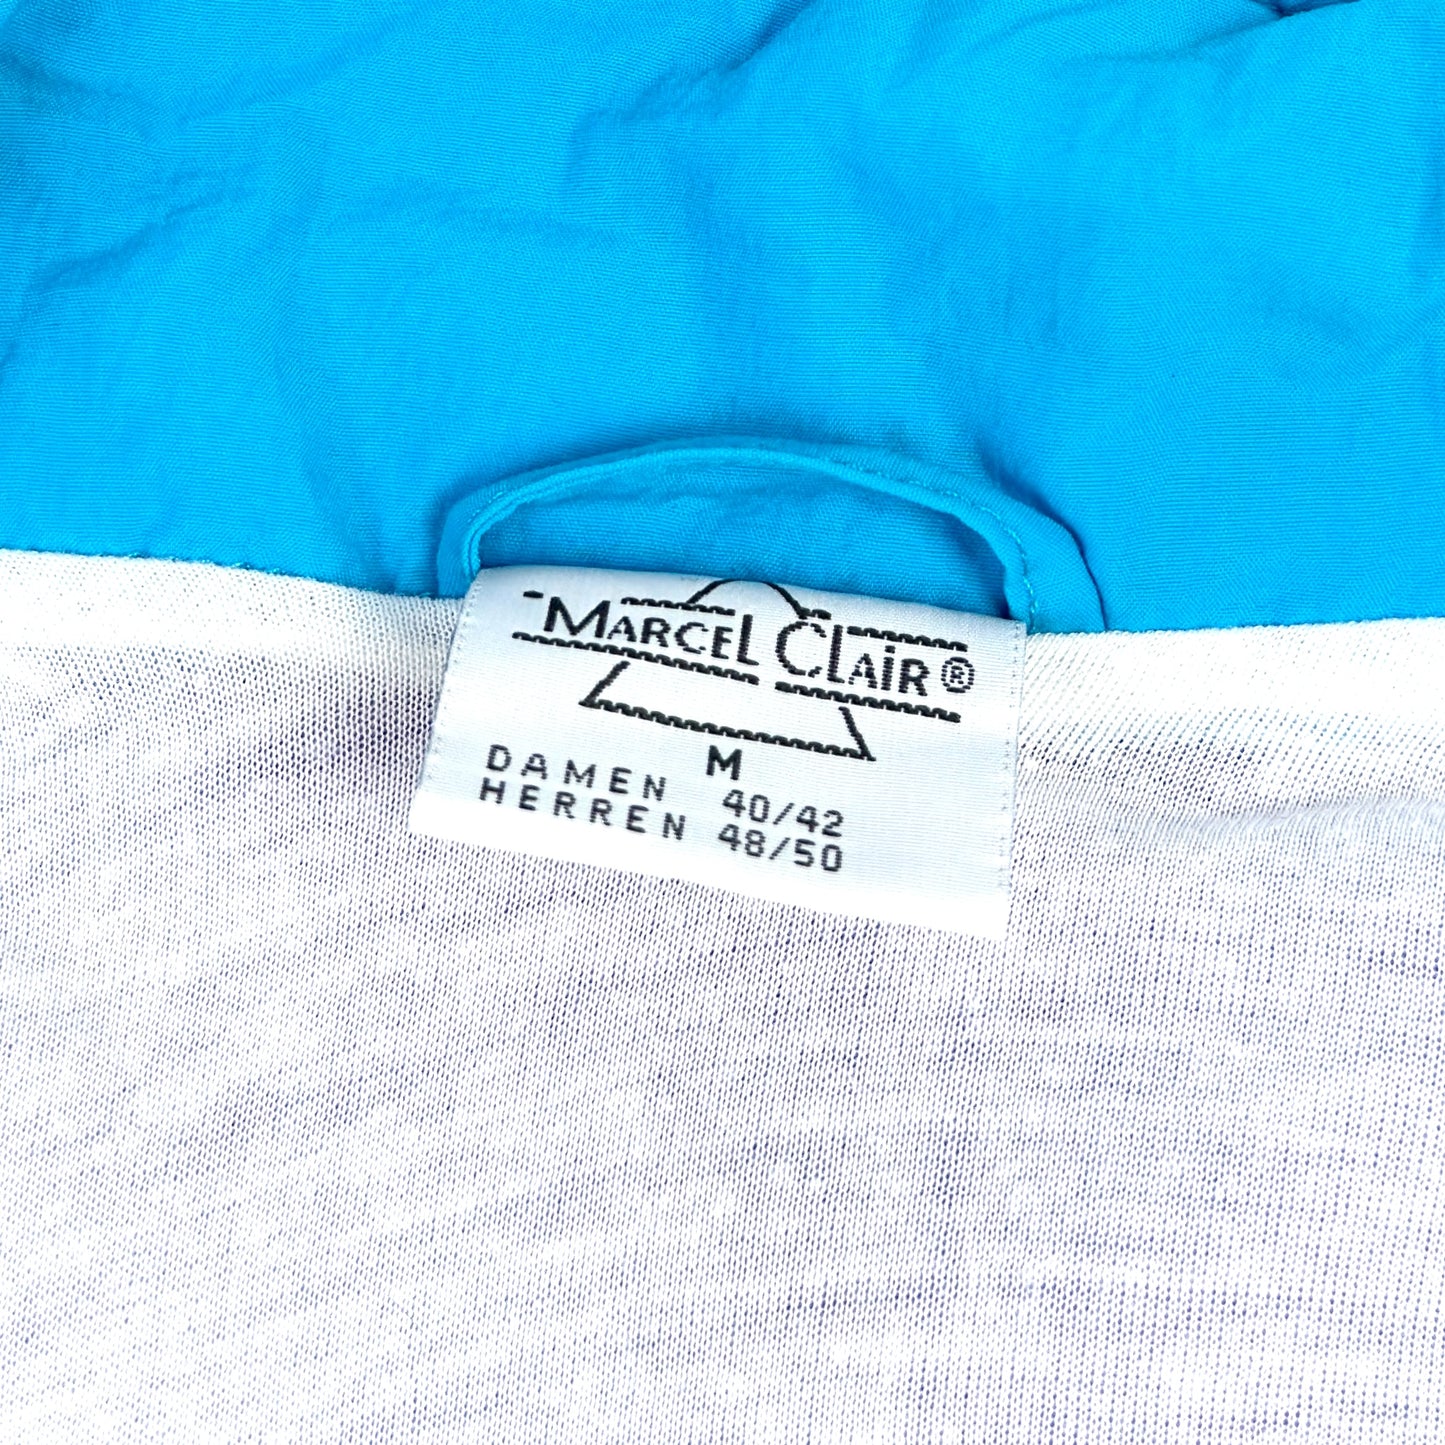 MARCEL CLAiR®
M
DAMEN 40/42
HERREN 48/50